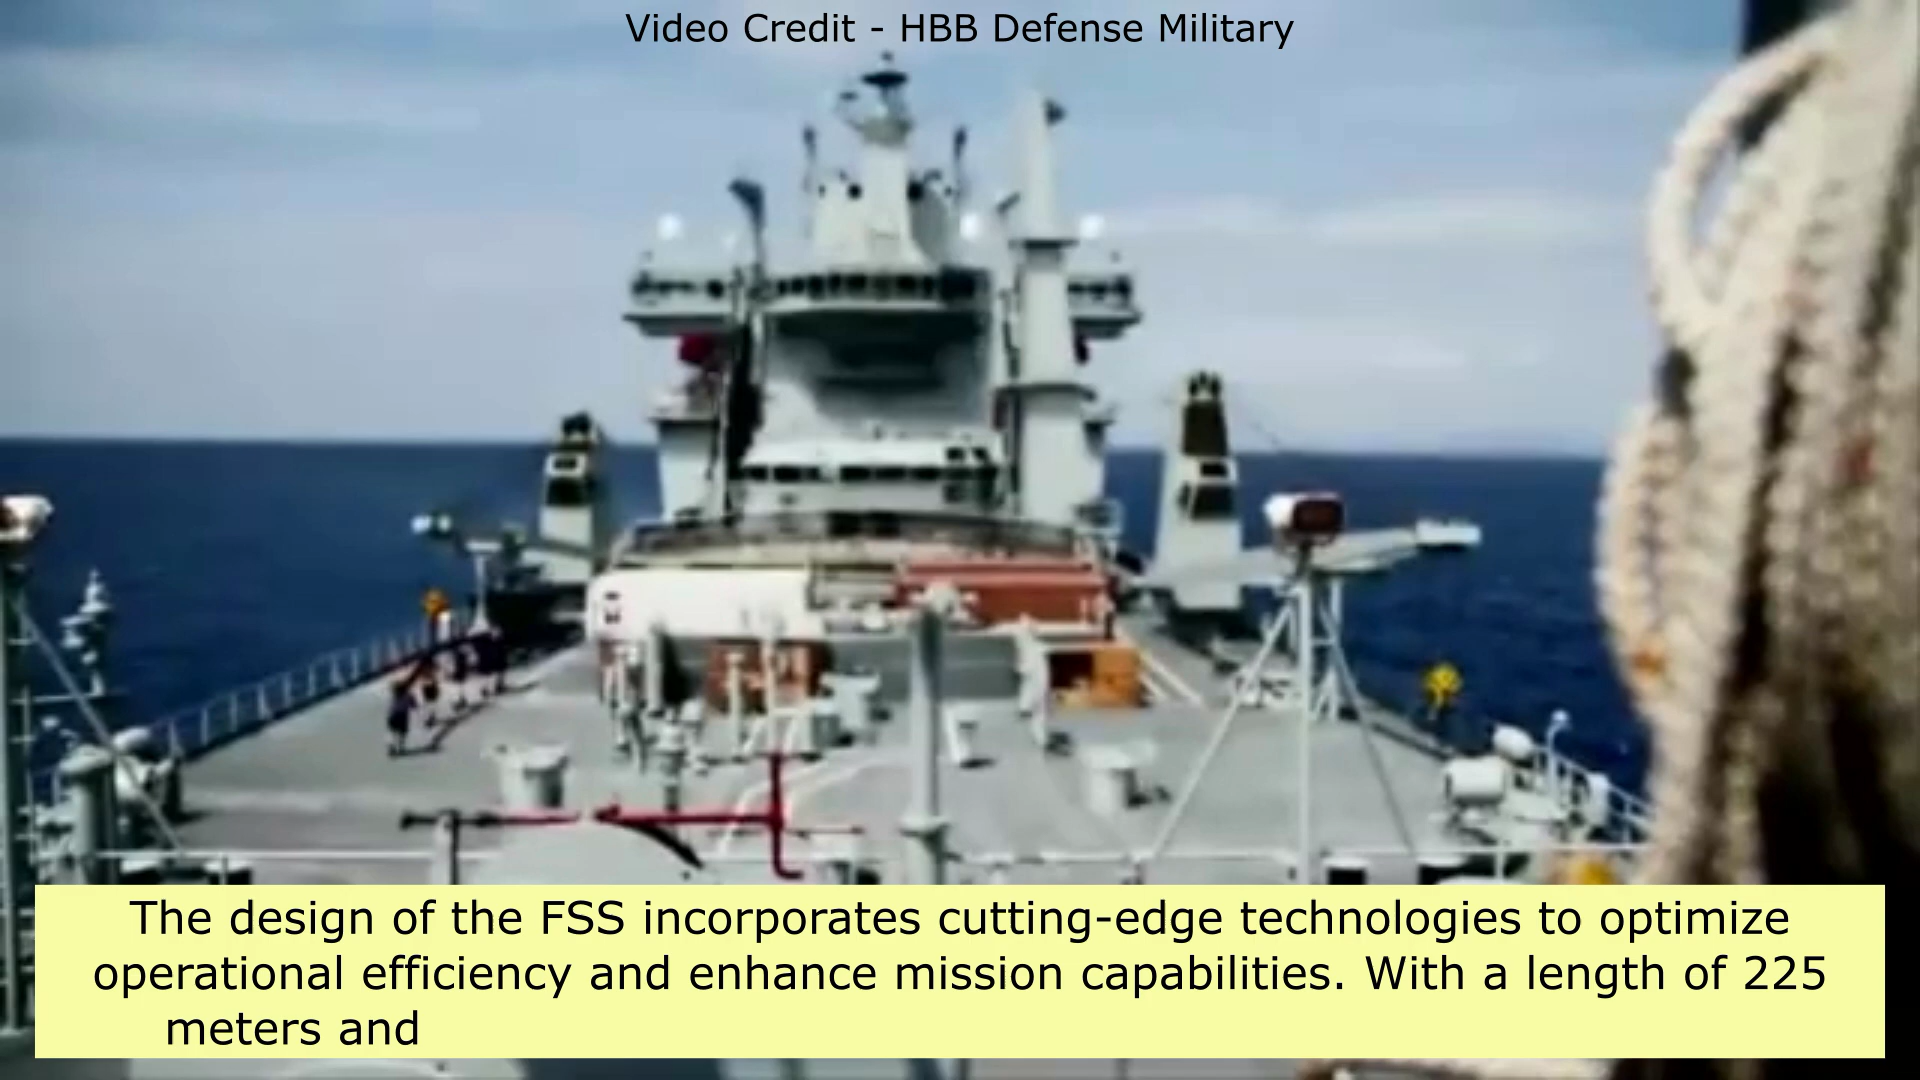 Video Credit - HBB Defense Military
The design of the FSS incorporates cutting-edge technologies to optimize
operational efficiency and enhance mission capabilities. With a length of 225
meters and